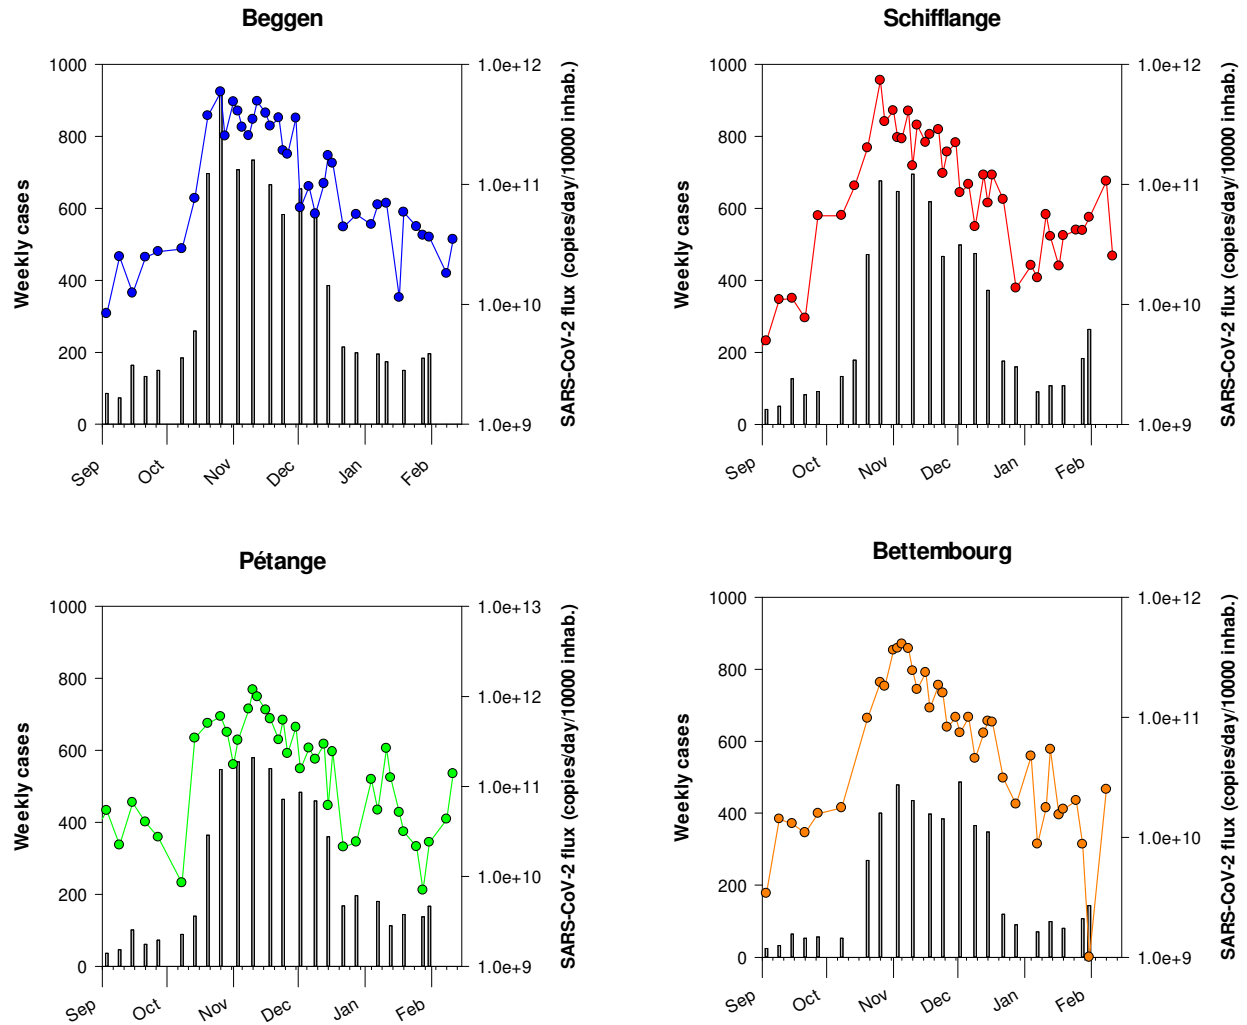 Beggen
1000
800
600
400
200
0
Weekly cases
1.0e+12
1.0e+11
1.0e+10
1.0e+9
SARS-CoV-2 flux (copies/day/10000 inhab.)
Sep
Oct
Nov
Dec
Jan
Feb
Schifflange
1000
800
600
400
200
0
Weekly cases
1.0e+12
1.0e+11
1.0e+10
1.0e+9
SARS-CoV-2 flux (copies/day/10000 inhab.)
Sep
Oct
Nov
Dec
Jan
Feb
Pétange
1000
800
600
400
200
0
Weekly cases
1.0e+13
1.0e+12
1.0e+11
1.0e+10
1.0e+9
SARS-CoV-2 flux (copies/day/10000 inhab.)
Sep
Oct
Nov
Dec
Jan
Feb
Bettembourg
1000
800
600
400
200
0
Weekly cases
1.0e+12
1.0e+11
1.0e+10
1.0e+9
SARS-CoV-2 flux (copies/day/10000 inhab.)
Sep
Oct
Nov
Dec
Jan
Feb